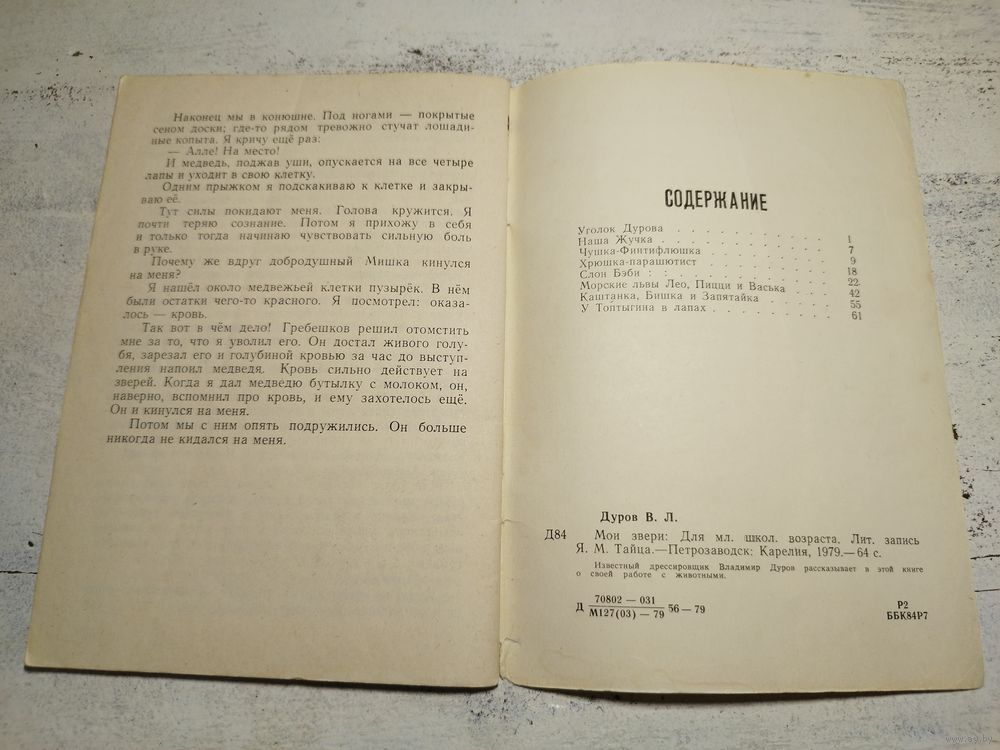 Наконец мы в конюшне. Под ногами — покрытые
сеном доски; где-то рядом тревожно стучат лошади-
ные копыта. Я кричу ещё раз:
— Алле! На место!
И медведь, поджав уши, опускается на все четыре
лапы и уходит в свою клетку.
Одним прыжком я подскакиваю к клетке и закры-
ваю её.
Тут силы покидают меня. Голова кружится. Я
почти теряю сознание. Потом я прихожу в себя
и только тогда начинаю чувствовать сильную боль
в руке.
Почему же вдруг добродушный Мишка кинулся
на меня?
Я нашёл около медвежьей клетки пузырёк. В нём
были остатки чего-то красного. Я посмотрел: оказа-
лось — кровь.
Так вот в чём дело! Гребешков решил отомстить
мне за то, что я уволил его. Он достал живого голу-
бя, зарезал его и голубиной кровью за час до выступ-
ления напоил медведя. Кровь сильно действует на
зверей. Когда я дал медведю бутылку с молоком, он,
наверно, вспомнил про кровь, и ему захотелось ещё.
Он и кинулся на меня.
Потом мы с ним опять подружились. Он больше
никогда не кидался на меня.
СОДЕРЖАНИЕ
Уголок Дурова . . . . . . . . . . 1
Наша Жучка . . . . . . . . . . 7
Чушка-Финтифлюшка . . . . . . . . 9
Хрюшка-парашютист . . . . . . . . 18
Слон Бэби : : . . . . . . . . . 22
Морские львы Лео, Пицци и Васька . . . . 42
Каштанка, Бишка и Запятайка . . . . . 55
У Топтыгина в лапах . . . . . . . . 61
Дуров В. Л.
Д84 Мои звери: Для мл. школ. возраста. Лит. запись
Я. М. Тайца.—Петрозаводск: Карелия, 1979.—64 с.
Известный дрессировщик Владимир Дуров рассказывает в этой книге
о своей работе с животными.
Д 70802 — 031
М127(03) — 79 56 — 79
Р2
ББК84Р7
www.ay.by